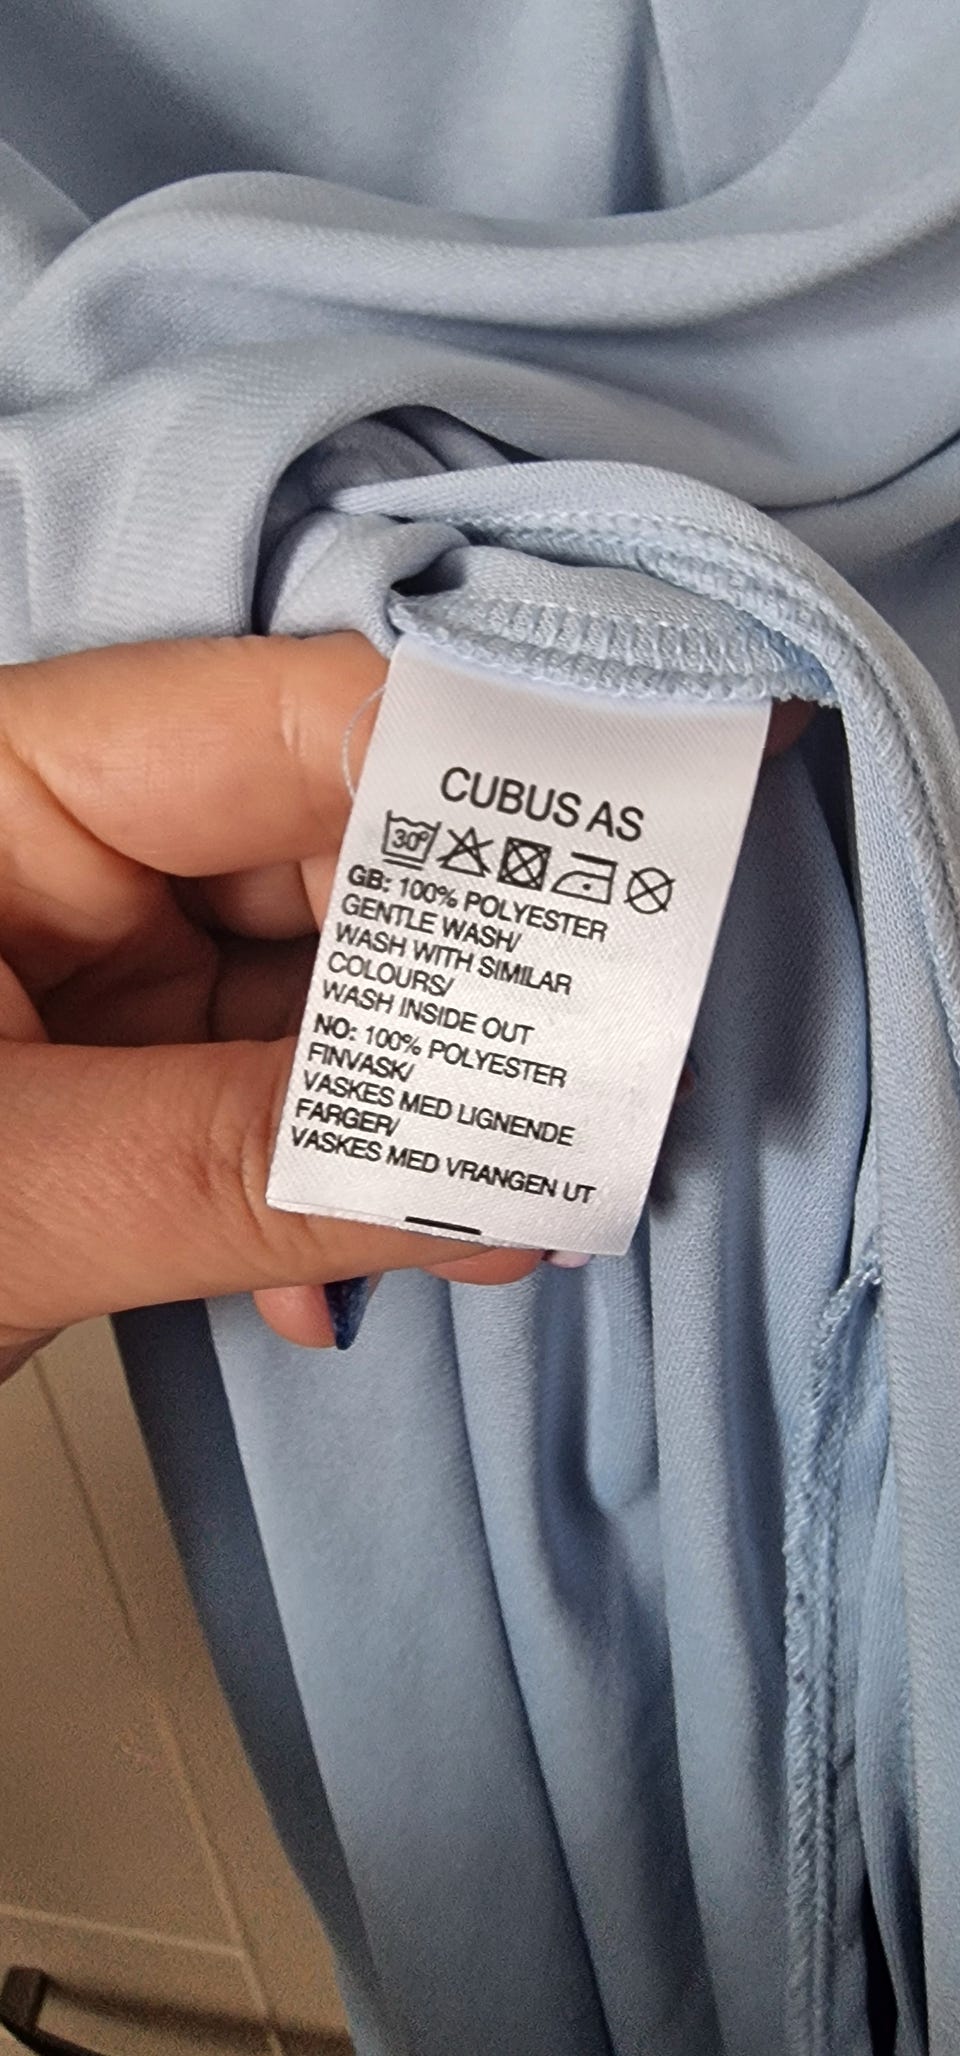 CUBUS AS
30°
GB: 100% POLYESTER
GENTLE WASH/
WASH WITH SIMILAR
COLOURS/
WASH INSIDE OUT
NO: 100% POLYESTER
FINVASK/
VASKES MED LIGNENDE
FARGER/
VASKES MED VRANGEN UT